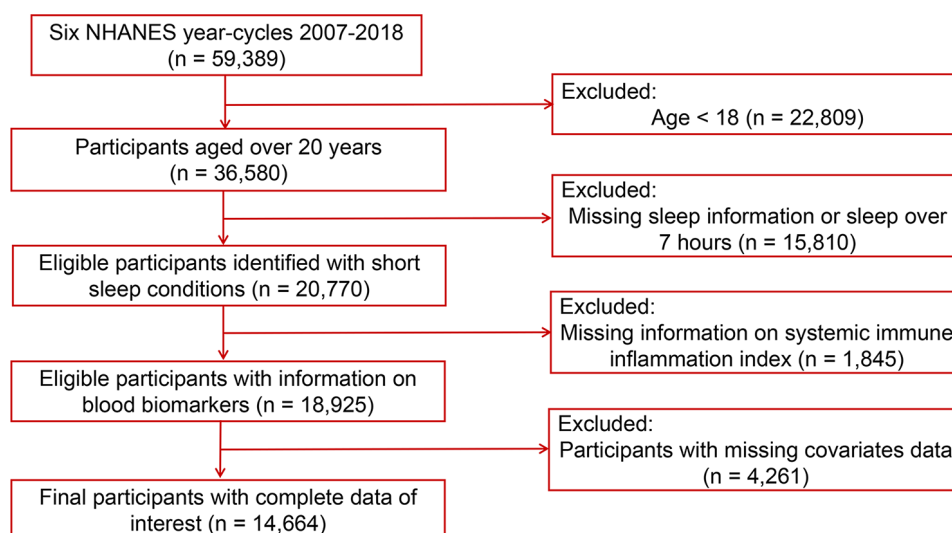 Six NHANES year-cycles 2007-2018
(n = 59,389)
Excluded:
Age < 18 (n = 22,809)
Participants aged over 20 years
(n = 36,580)
Excluded:
Missing sleep information or sleep over
7 hours (n = 15,810)
Eligible participants identified with short
sleep conditions (n = 20,770)
Excluded:
Missing information on systemic immune
inflammation index (n = 1,845)
Eligible participants with information on
blood biomarkers (n = 18,925)
Excluded:
Participants with missing covariates data
(n = 4,261)
Final participants with complete data of
interest (n = 14,664)